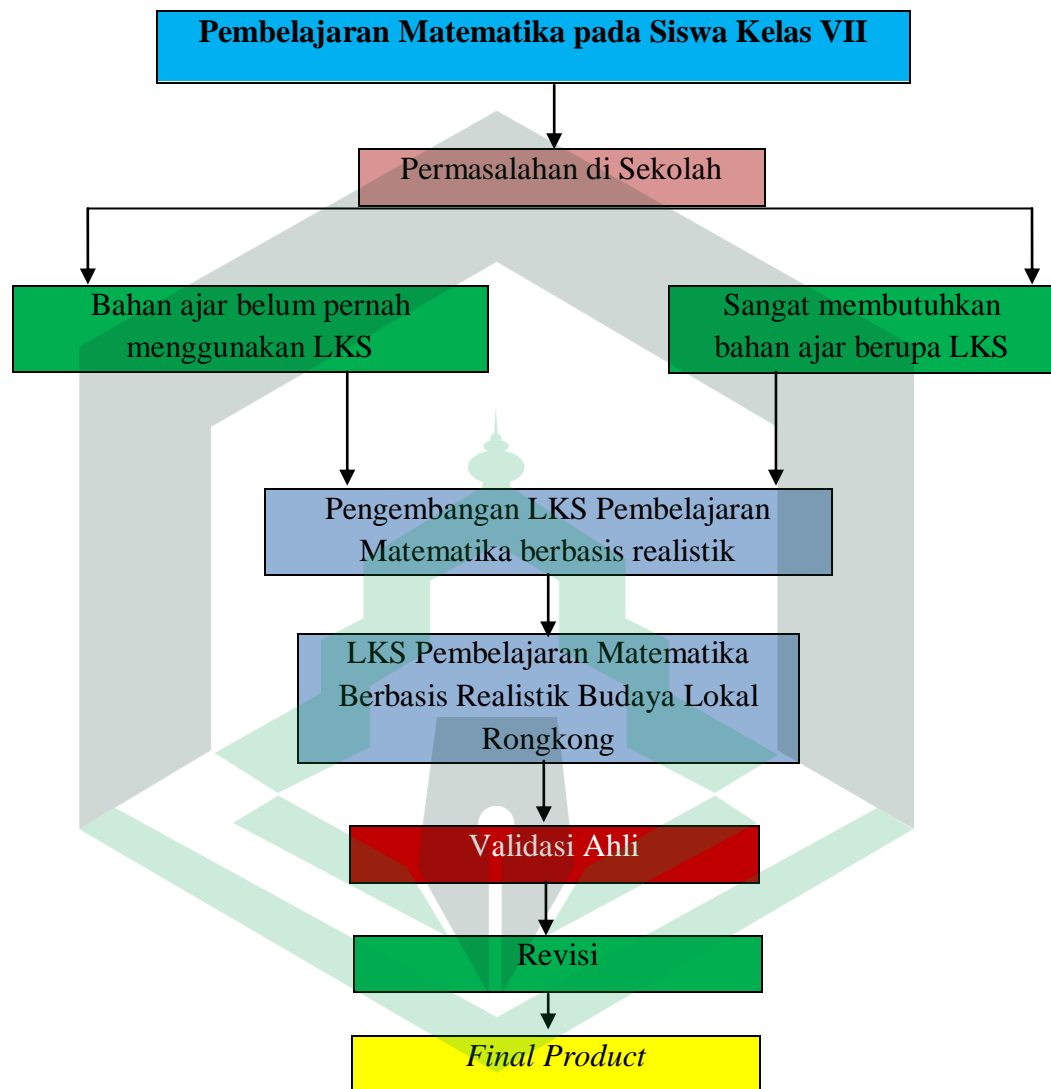 Pembelajaran Matematika pada Siswa Kelas VII
Permasalahan di Sekolah
Bahan ajar belum pernah
menggunakan LKS
Sangat membutuhkan
bahan ajar berupa LKS
Pengembangan LKS Pembelajaran
Matematika berbasis realistik
LKS Pembelajaran Matematika
Berbasis Realistik Budaya Lokal
Rongkong
Validasi Ahli
Revisi
Final Product